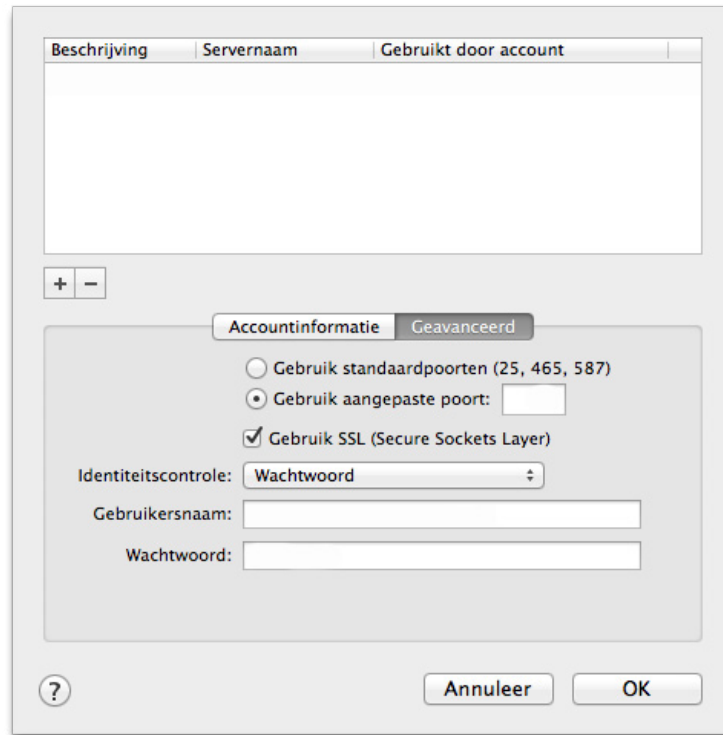 Beschrijving Servernaam Gebruikt door account
+ −
Accountinformatie Geavanceerd
Gebruik standaardpoorten (25, 465, 587)
Gebruik aangepaste poort:
Gebruik SSL (Secure Sockets Layer)
Identiteitscontrole: Wachtwoord
Gebruikersnaam:
Wachtwoord:
? Annuleer OK